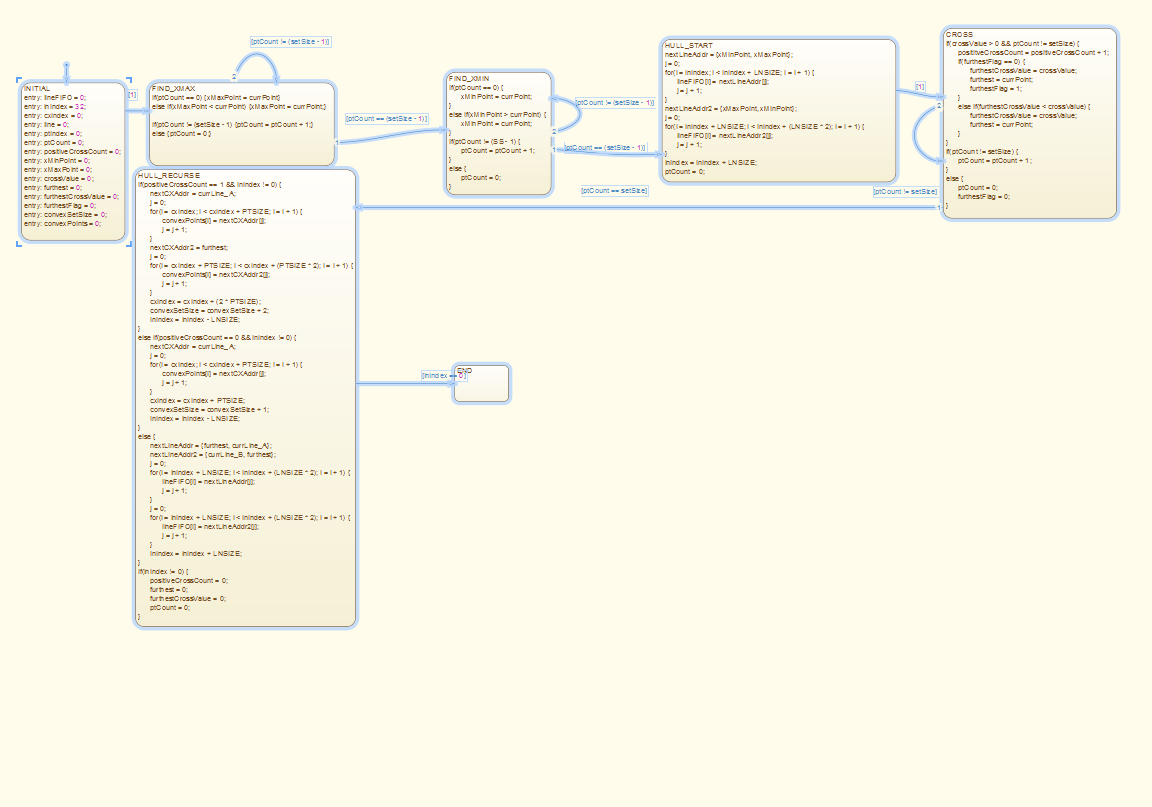 INITIAL
entry: lineFIFO = 0;
entry: lnIndex = 32;
entry: cxIndex = 0;
entry: line = 0;
entry: ptIndex = 0;
entry: ptCount = 0;
entry: positiveCrossCount = 0;
entry: xMinPoint = 0;
entry: xMaxPoint = 0;
entry: crossValue = 0;
entry: furthest = 0;
entry: furthestCrossValue = 0;
entry: furthestFlag = 0;
entry: convexSetSize = 0;
entry: convexPoints = 0;
[1]
[ptCount != (setSize - 1)]
2
FIND_XMAX
if(ptCount == 0) {xMaxPoint = currPoint}
else if(xMaxPoint < currPoint) {xMaxPoint = currPoint;}
if(ptCount != (setSize - 1) {ptCount = ptCount + 1;}
else {ptCount = 0;}
1
[ptCount == (setSize - 1)]
FIND_XMIN
if(ptCount == 0) {
xMinPoint = currPoint;
}
else if(xMinPoint > currPoint) {
xMinPoint = currPoint;
}
if(ptCount != (SS - 1) {
ptCount = ptCount + 1;
}
else {
ptCount = 0;
}
[ptCount != (setSize - 1)]
2
1
[ptCount == (setSize - 1)]
HULL_START
nextLineAddr = {xMinPoint, xMaxPoint};
j = 0;
for(i = lnIndex; i < lnIndex + LNSIZE; i = i + 1) {
lineFIFO[i] = nextLineAddr[j];
j = j + 1;
}
nextLineAddr2 = {xMaxPoint, xMinPoint};
j = 0;
for(i = lnIndex + LNSIZE; i < lnIndex + (LNSIZE * 2); i = i + 1) {
lineFIFO[i] = nextLineAddr2[j];
j = j + 1;
}
lnIndex = lnIndex + LNSIZE;
ptCount = 0;
[1]
CROSS
if(crossValue > 0 && ptCount != setSize) {
posititveCrossCount = positiveCrossCount + 1;
if(furthestFlag == 0) {
furthestCrossValue = crossValue;
furthest = currPoint;
furthestFlag = 1;
}
else if(furthestCrossValue < crossValue) {
furthestCrossValue = crossValue;
furthest = currPoint;
}
}
if(ptCount != setSize) {
ptCount = ptCount + 1;
}
else {
ptCount = 0;
furthestFlag = 0;
}
2
[ptCount != setSize]
1
[ptCount == setSize]
HULL_RECURSE
if(positiveCrossCount == 1 && lnIndex != 0) {
nextCXAddr = currLine_A;
j = 0;
for(i = cxIndex; i < cxIndex + PTSIZE; i = i + 1) {
convexPoints[i] = nextCXAddr[j];
j = j + 1;
}
nextCXAddr2 = furthest;
j = 0;
for(i = cxIndex + PTSIZE; i < cxIndex + (PTSIZE * 2); i = i + 1) {
convexPoints[i] = nextCXAddr2[j];
j = j + 1;
}
cxIndex = cxIndex + (2 * PTSIZE);
convexSetSize = convexSetSize + 2;
lnIndex = lnIndex - LNSIZE;
}
else if(positiveCrossCount == 0 && lnIndex != 0) {
nextCXAddr = currLine_A;
j = 0;
for(i = cxIndex; i < cxIndex + PTSIZE; i = i + 1) {
convexPoints[i] = nextCXAddr[j];
j = j + 1;
}
cxIndex = cxIndex + PTSIZE;
convexSetSize = convexSetSize + 1;
lnIndex = lnIndex - LNSIZE;
}
else {
nextLineAddr = {furthest, currLine_A};
nextLineAddr2 = {currLine_B, furthest};
j = 0;
for(i = lnIndex + LNSIZE; i < lnIndex + (LNSIZE * 2); i = i + 1) {
lineFIFO[i] = nextLineAddr[j];
j = j + 1;
}
j = 0;
for(i = lnIndex + LNSIZE; i < lnIndex + (LNSIZE * 2); i = i + 1) {
lineFIFO[i] = nextLineAddr2[j];
j = j + 1;
}
lnIndex = lnIndex + LNSIZE;
}
if(lnIndex != 0) {
positiveCrossCount = 0;
furthest = 0;
furthestCrossValue = 0;
ptCount = 0;
}
[lnIndex == 0]
END